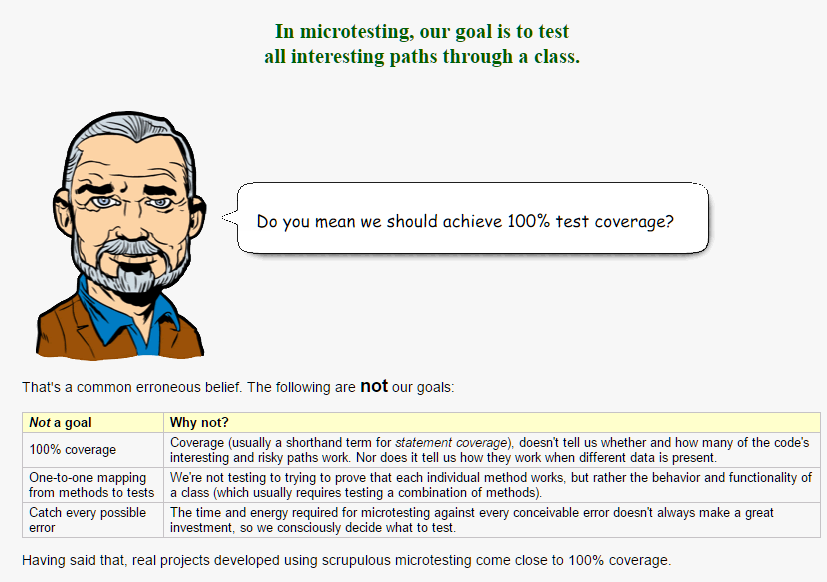 In microtesting, our goal is to test
all interesting paths through a class.
Do you mean we should achieve 100% test coverage?
That's a common erroneous belief. The following are not our goals:
Not a goal
Why not?
100% coverage
Coverage (usually a shorthand term for statement coverage), doesn't tell us whether and how many of the code's
interesting and risky paths work. Nor does it tell us how they work when different data is present.
One-to-one mapping
from methods to tests
We're not testing to trying to prove that each individual method works, but rather the behavior and functionality of
a class (which usually requires testing a combination of methods).
Catch every possible
error
The time and energy required for microtesting against every conceivable error doesn't always make a great
investment, so we consciously decide what to test.
Having said that, real projects developed using scrupulous microtesting come close to 100% coverage.